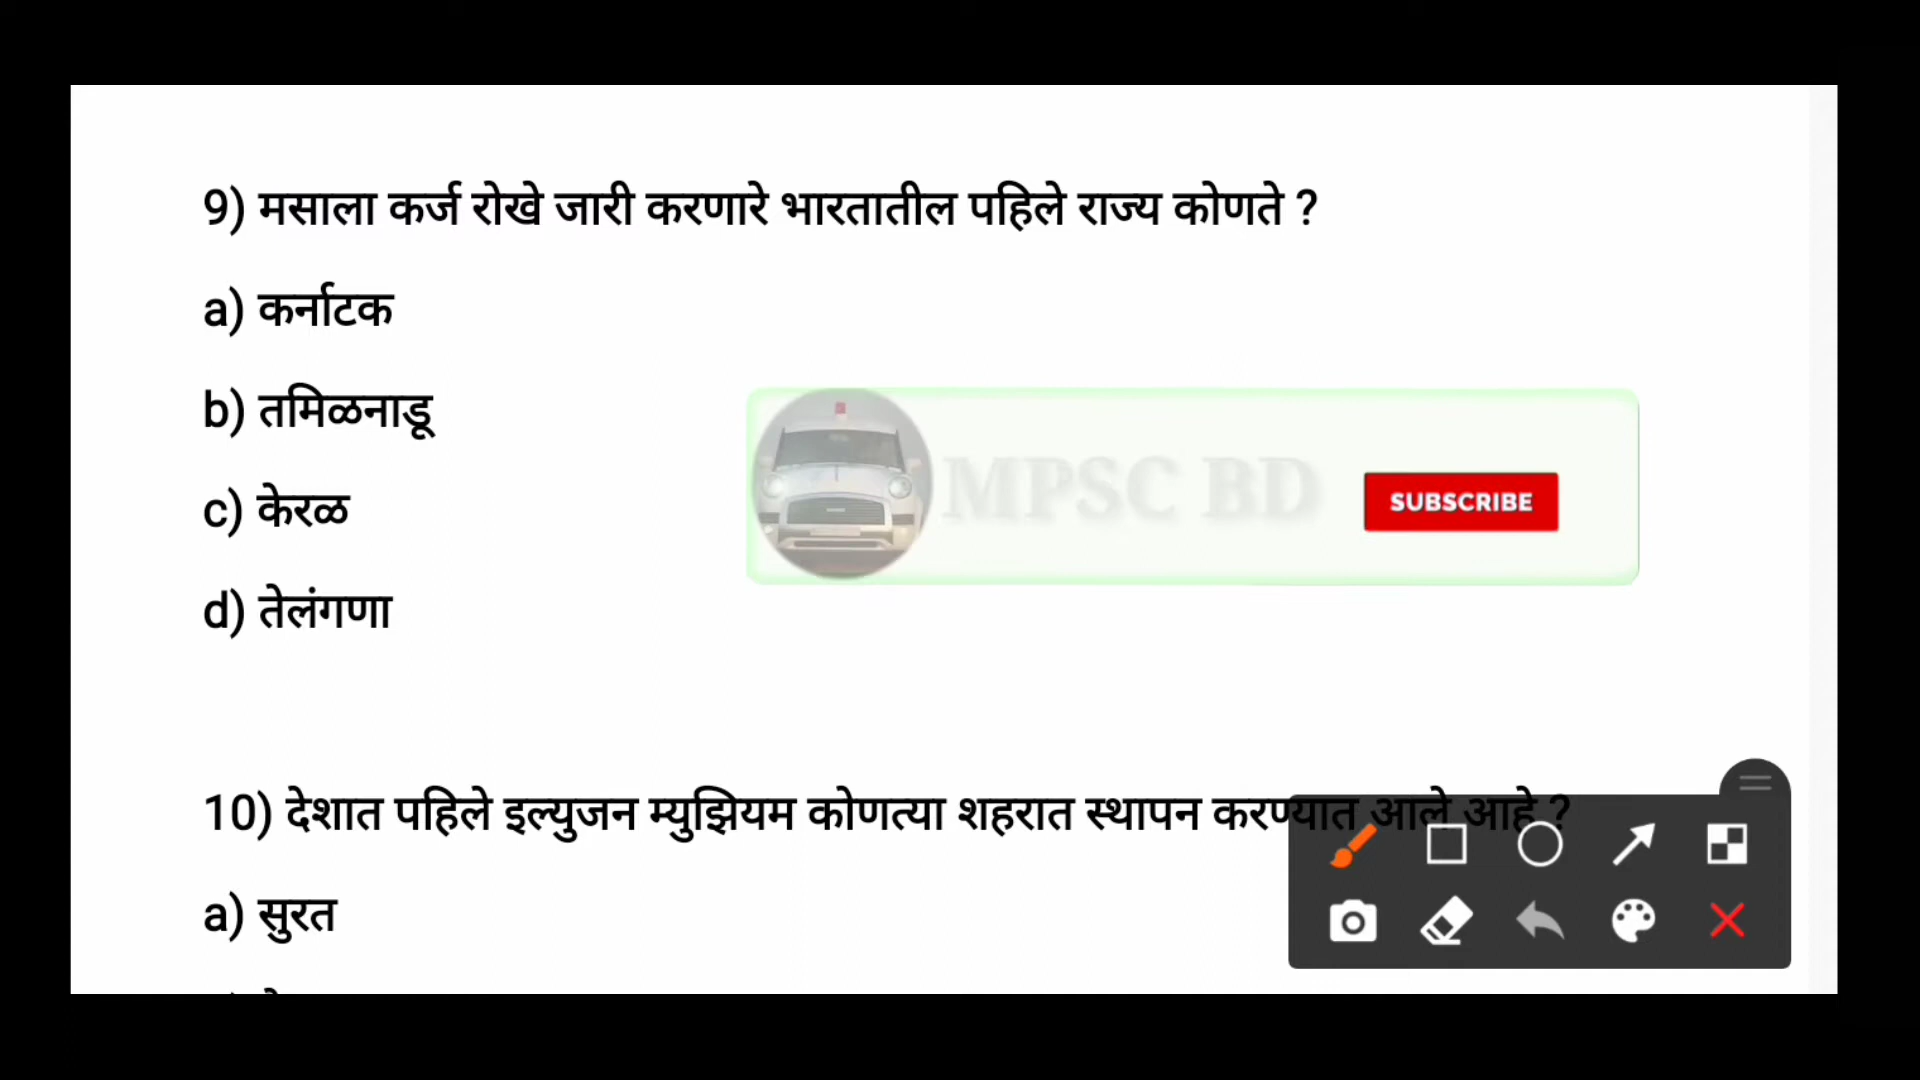 9) मसाला कर्ज रोखे जारी करणारे भारतातील पहिले राज्य कोणते ?
a) कर्नाटक
b) तमिळनाडू
MPSC BD
SUBSCRIBE
c) केरळ
d) तेलंगणा
10) देशात पहिले इल्युजन म्युझियम कोणत्या शहरात स्थापन करण्यात आले आहे ?
a) सुरत